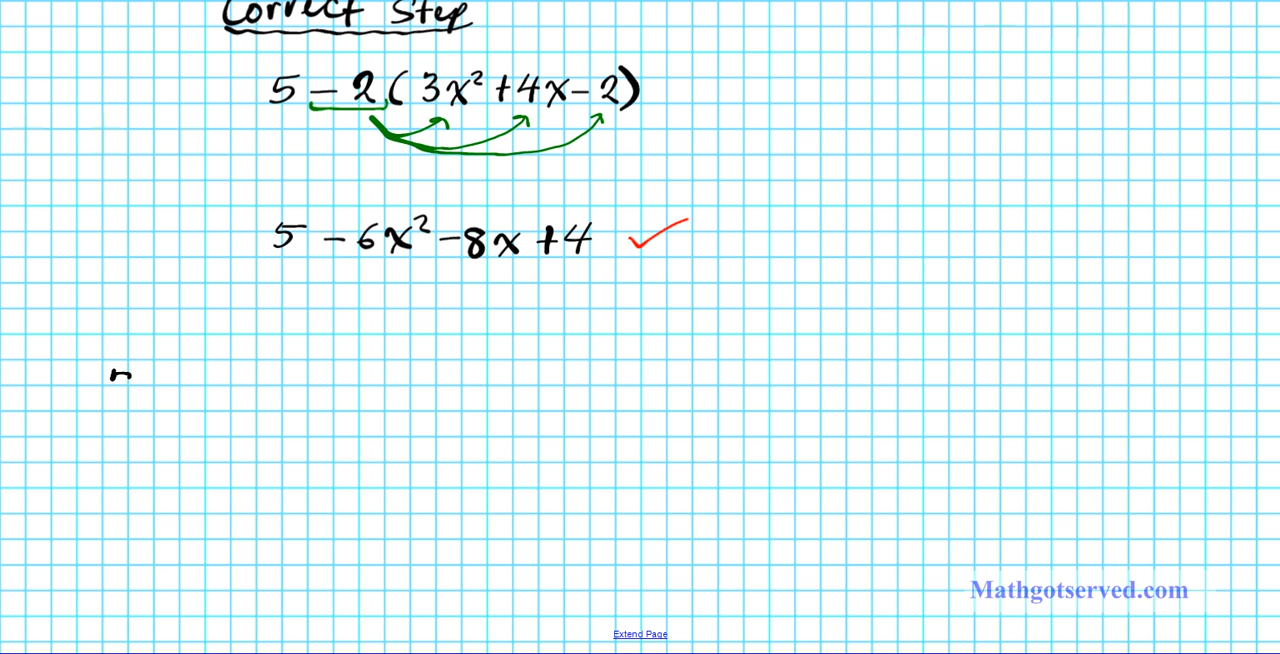 Correct Step
5 - 2(3x² +4x - 2)
5 - 6x² - 8x + 4 ✓
Mathgotserved.com
Extend Page